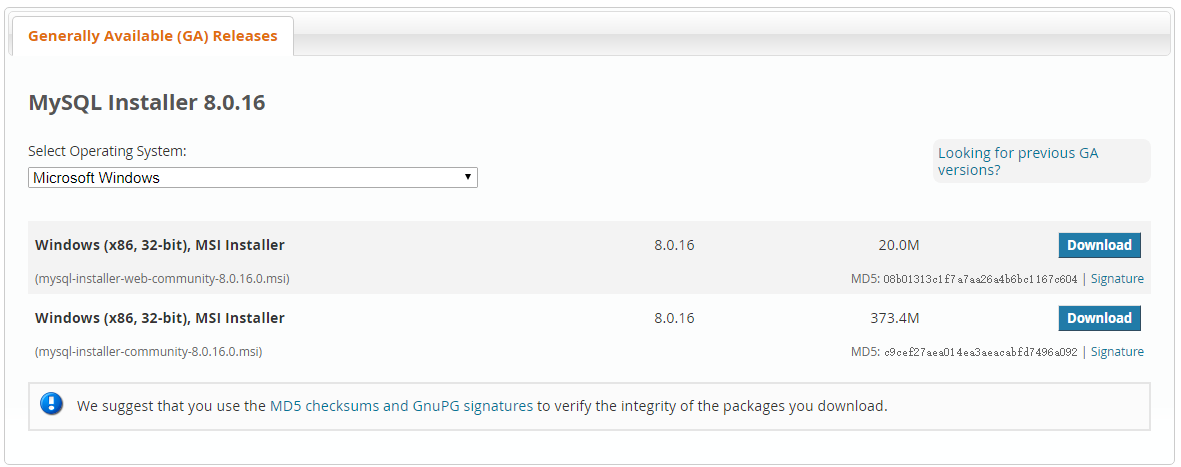 Generally Available (GA) Releases
MySQL Installer 8.0.16
Select Operating System:
Looking for previous GA
versions?
Microsoft Windows
Windows (x86, 32-bit), MSI Installer 8.0.16 20.0M Download
(mysql-installer-web-community-8.0.16.0.msi) MD5: 08b01313c1f7a7aa26a4b6bc1167c604 | Signature
Windows (x86, 32-bit), MSI Installer 8.0.16 373.4M Download
(mysql-installer-community-8.0.16.0.msi) MD5: c9cef27aea014ea3aeacabfd7496a092 | Signature
We suggest that you use the MD5 checksums and GnuPG signatures to verify the integrity of the packages you download.